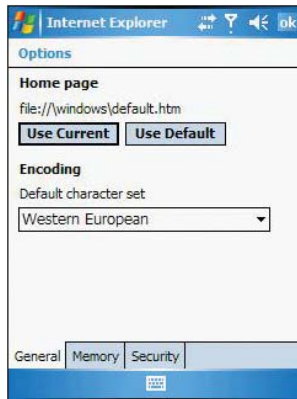 Internet Explorer ok
Options
Home page
file://\windows\default.htm
Use Current Use Default
Encoding
Default character set
Western European
General Memory Security